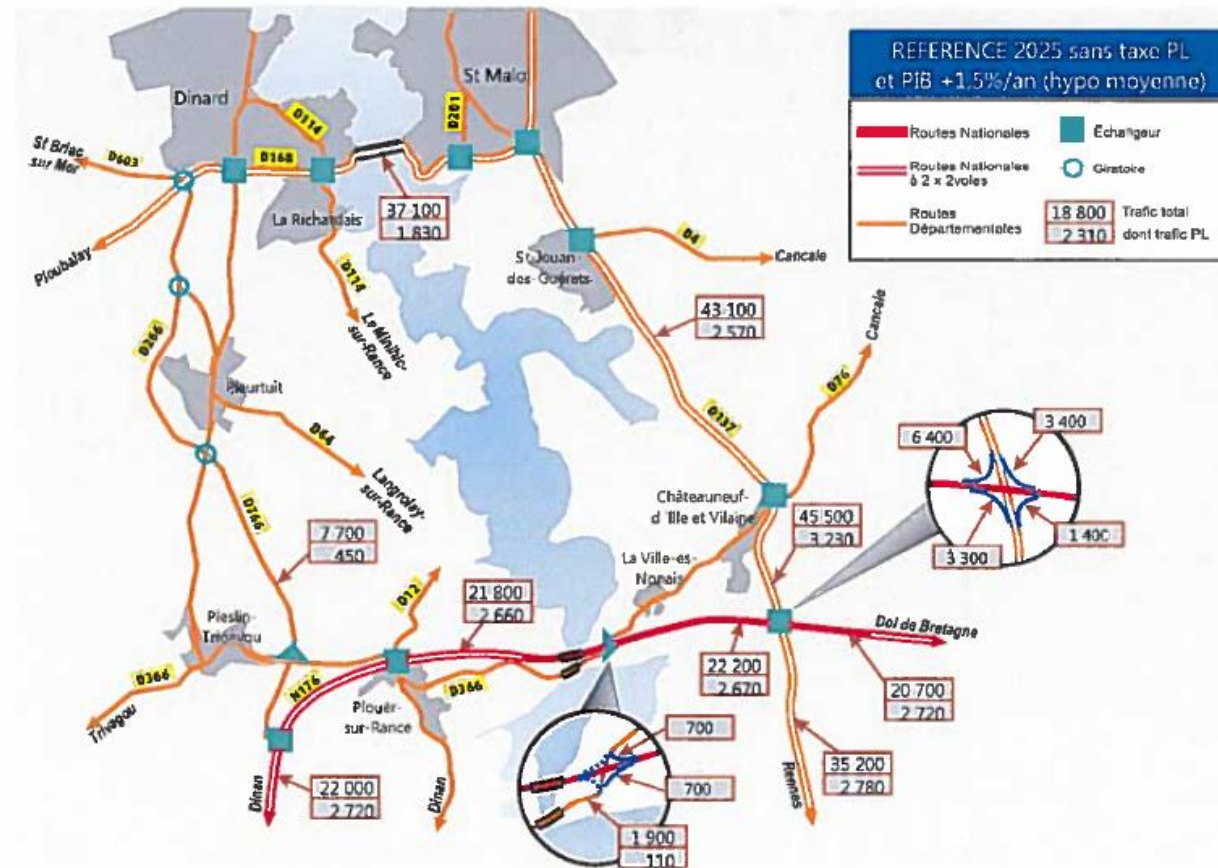 REFERENCE 2025 sans taxe PL
et PIB +1,5%/an (hypo moyenne)
Routes Nationales
Échangeur
Routes Nationales
à 2 x 2voies
Giratoire
Routes
Départementales
18 800
Trafic total
2 310
dont trafic PL
St Malo
Dinard
D114
D201
St Briac
sur Mer
D603
D168
La Richardais
37 100
1 830
Ploubalay
D114
St Jouan
-des-Guérets
D4
Cancale
Le Minihic-
sur-Rance
43 100
2 570
D266
Pleurtuit
Cancale
D76
D64
Langrolay-
sur-Rance
D137
6 400
3 400
3 300
1 400
D766
Châteauneuf-
d'Ille et Vilaine
45 500
3 230
7 700
450
La Ville-es-
Nonais
D12
21 800
2 660
Pleslin-
Trigavou
Dol de Bretagne
D366
Trivagou
N176
Plouër-
sur-Rance
D366
22 200
2 670
20 700
2 720
700
700
1 900
110
Dinan
22 000
2 720
Dinan
Rennes
35 200
2 780